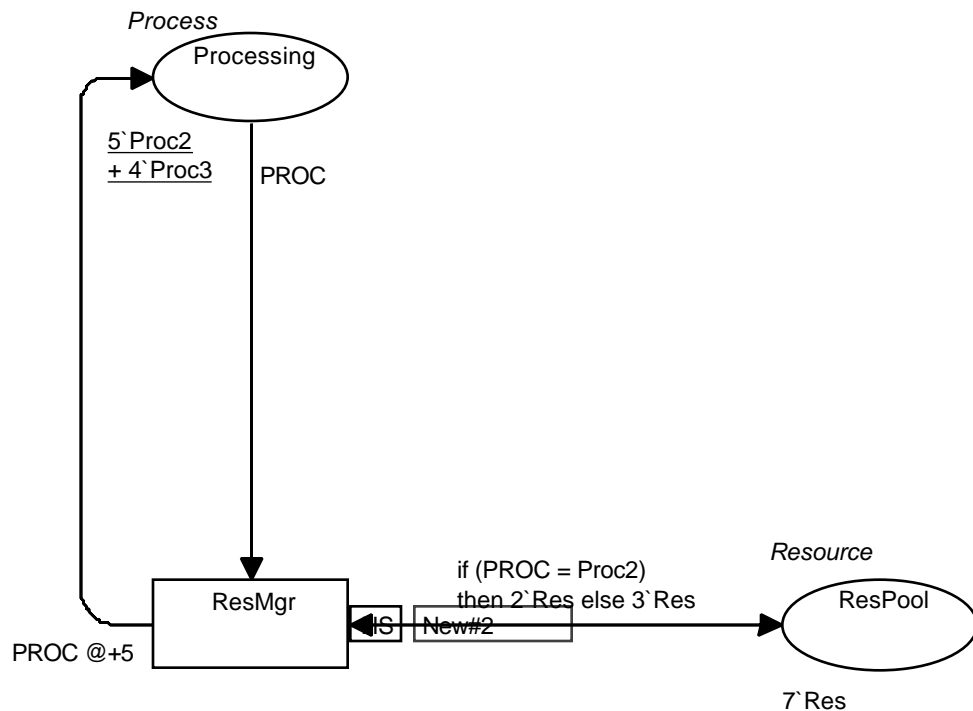 Process
Processing
5`Proc2
+ 4`Proc3
PROC
Resource
if (PROC = Proc2)
then 2`Res else 3`Res
ResMgr
ResPool
HS
New#2
PROC @+5
7`Res